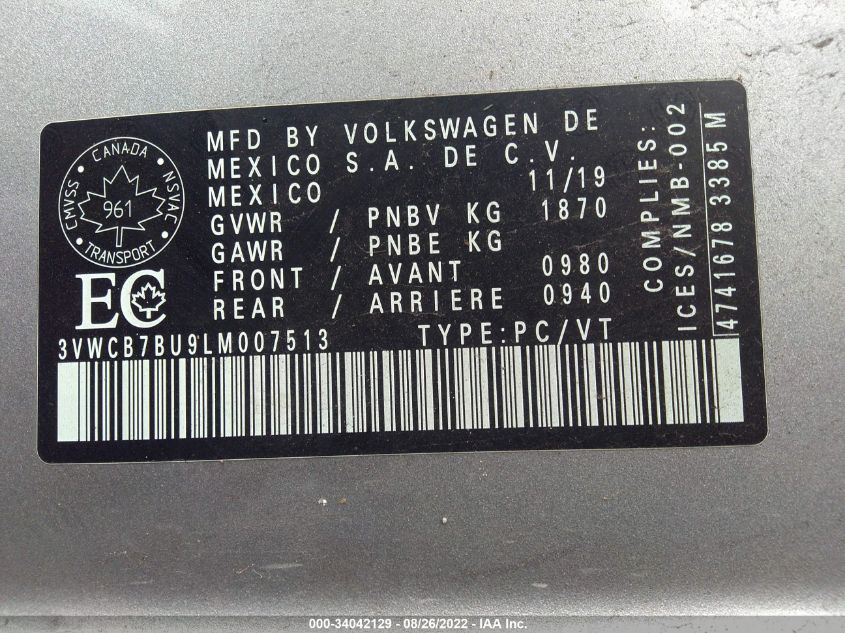 CANADA
CMVSS
NSVAC
961
TRANSPORT
EC
MFD BY VOLKSWAGEN DE
MEXICO S.A. DE C.V.
MEXICO 11/19
GVWR / PNBV KG 1870
GAWR / PNBE KG
FRONT / AVANT 0980
REAR / ARRIERE 0940
3VWCB7BU9LM007513 TYPE:PC/VT
COMPLIES:
ICES/NMB-002
4741678 3385 M
000-34042129 - 08/26/2022 - IAA Inc.